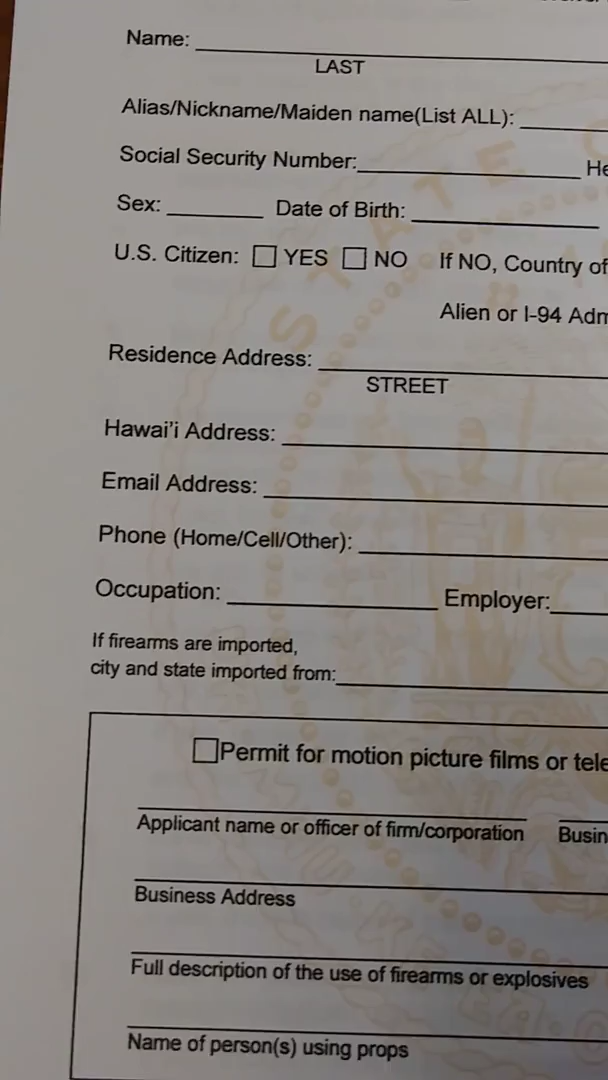 Name:
LAST
Alias/Nickname/Maiden name(List ALL):
Social Security Number: He
Sex: Date of Birth:
U.S. Citizen: YES NO If NO, Country of
Alien or I-94 Adm
Residence Address:
STREET
Hawai'i Address:
Email Address:
Phone (Home/Cell/Other):
Occupation: Employer:
If firearms are imported,
city and state imported from:
Permit for motion picture films or tele
Applicant name or officer of firm/corporation Busin
Business Address
Full description of the use of firearms or explosives
Name of person(s) using props
STATE O